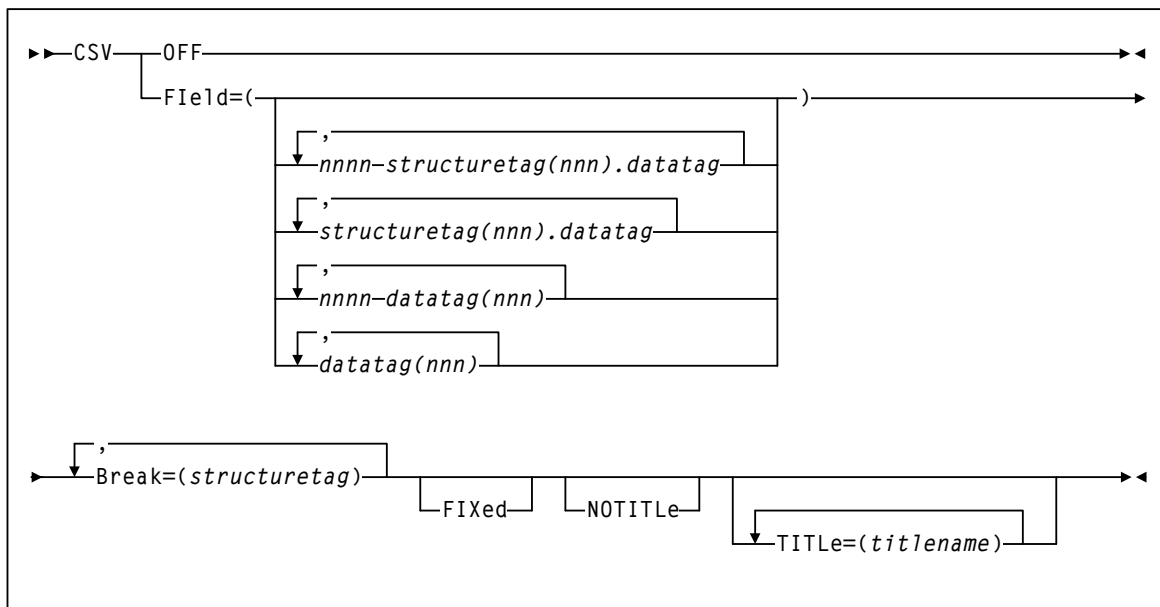 CSV OFF
FIeld=( )
,
nnnn-structuretag(nnn).datatag
,
structuretag(nnn).datatag
,
nnnn-datatag(nnn)
,
datatag(nnn)
,
Break=(structuretag)
FIXed NOTITLe
TITLe=(titlename)